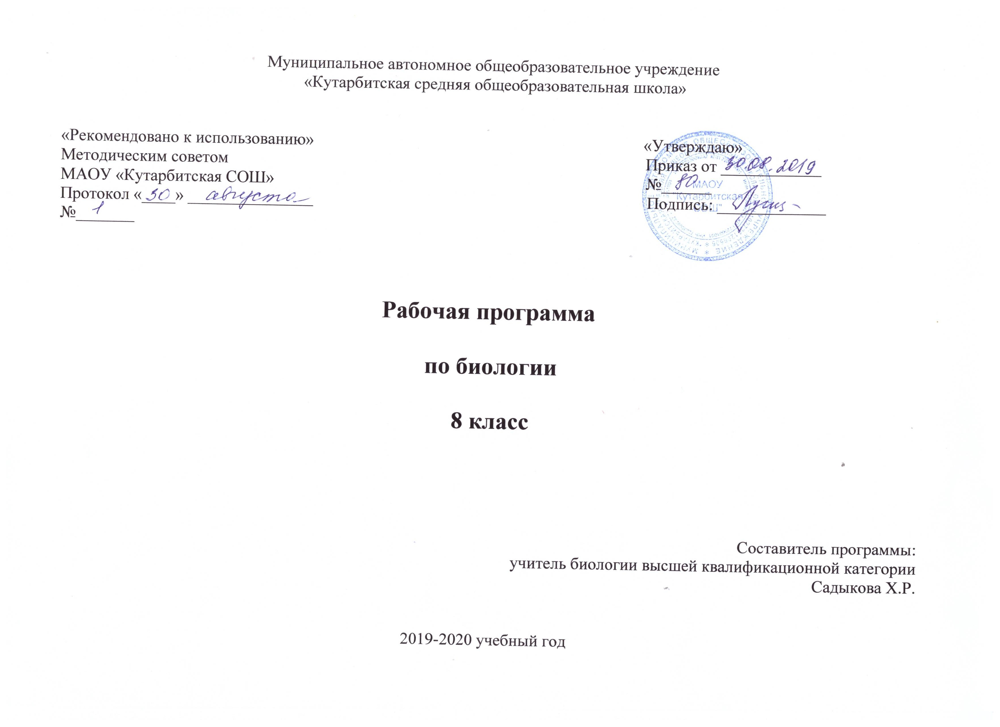 Муниципальное автономное общеобразовательное учреждение
«Кутарбитская средняя общеобразовательная школа»
«Рекомендовано к использованию»
Методическим советом
МАОУ «Кутарбитская СОШ»
Протокол «30» августа
№ 1
«Утверждаю»
Приказ от 30.08.2019
№ 80
Подпись:
МАОУ
"Кутарбитская
СОШ"
Рабочая программа
по биологии
8 класс
Составитель программы:
учитель биологии высшей квалификационной категории
Садыкова Х.Р.
2019-2020 учебный год